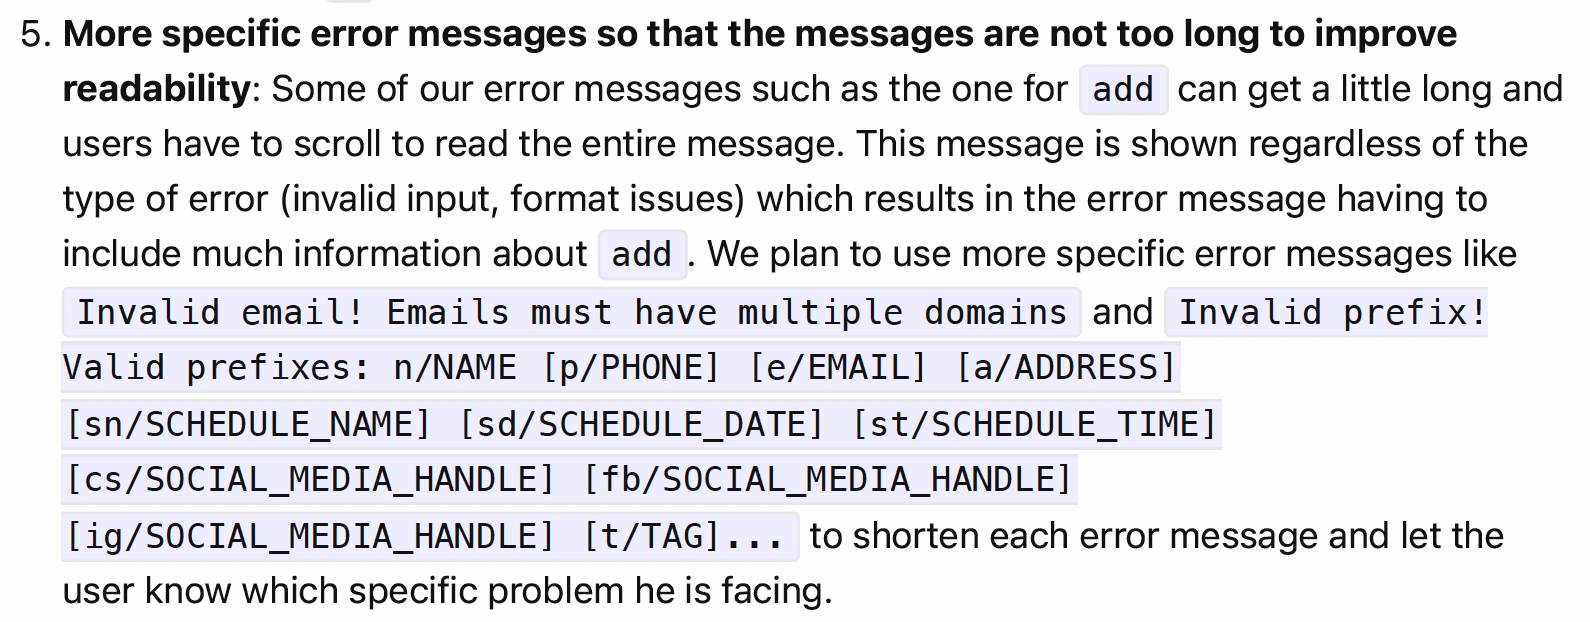 5. More specific error messages so that the messages are not too long to improve
readability: Some of our error messages such as the one for add can get a little long and
users have to scroll to read the entire message. This message is shown regardless of the
type of error (invalid input, format issues) which results in the error message having to
include much information about add. We plan to use more specific error messages like
Invalid email! Emails must have multiple domains and Invalid prefix!
Valid prefixes: n/NAME [p/PHONE] [e/EMAIL] [a/ADDRESS]
[sn/SCHEDULE_NAME] [sd/SCHEDULE_DATE] [st/SCHEDULE_TIME]
[cs/SOCIAL_MEDIA_HANDLE] [fb/SOCIAL_MEDIA_HANDLE]
[ig/SOCIAL_MEDIA_HANDLE] [t/TAG]... to shorten each error message and let the
user know which specific problem he is facing.